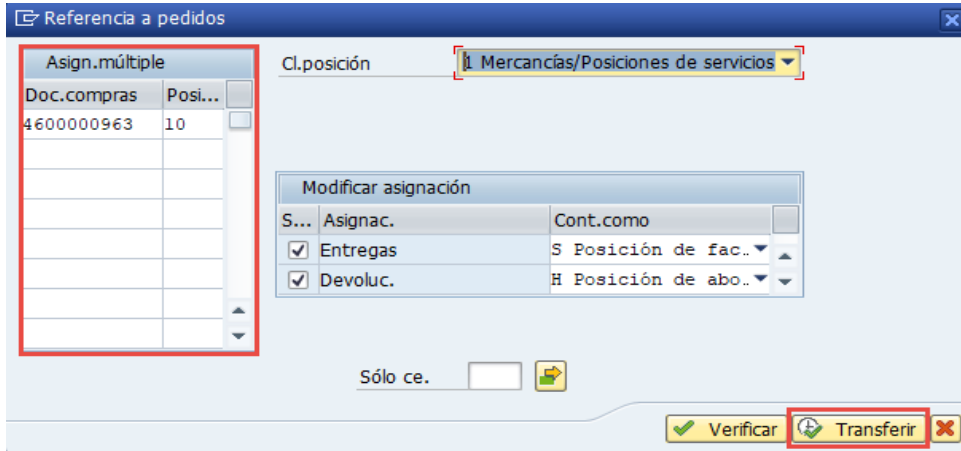 Referencia a pedidos
Asign.múltiple
Cl.posición
1 Mercancías/Posiciones de servicios
Doc.compras Posi...
4600000963 10
Modificar asignación
S... Asignac. Cont.como
Entregas S Posición de fac..
Devoluc. H Posición de abo..
Sólo ce.
Verificar Transferir